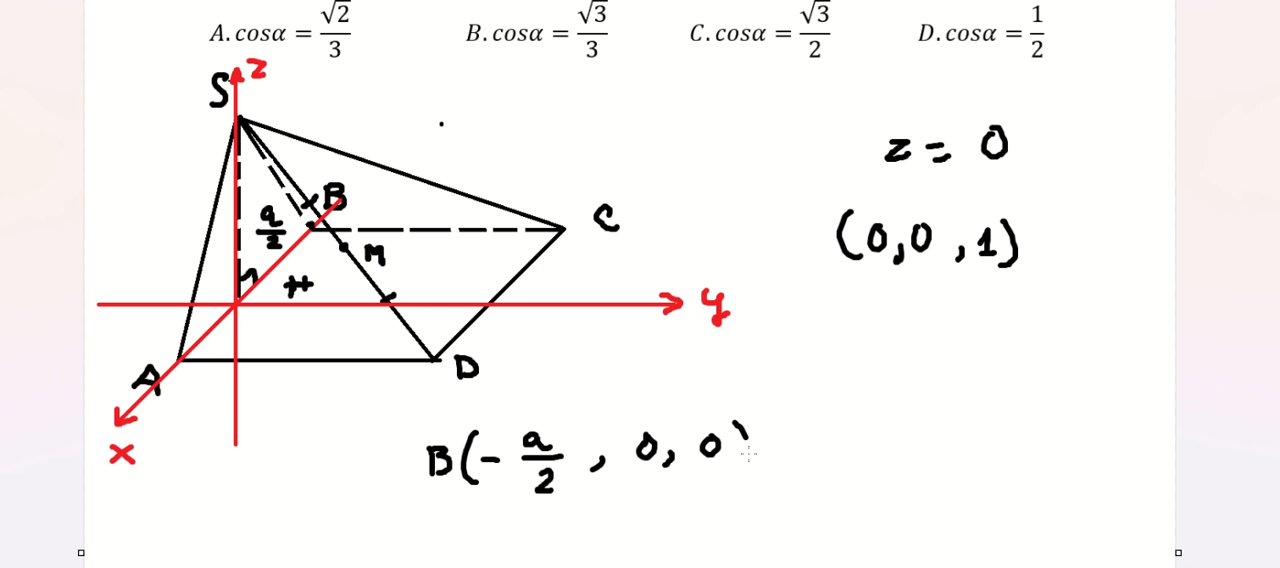 A. cosα = √2/3 B. cosα = √3/3 C. cosα = √3/2 D. cosα = 1/2
z
S
z = 0
B
a/2
C
(0,0,1)
M
H
y
A
D
x
B(-a/2, 0, 0)